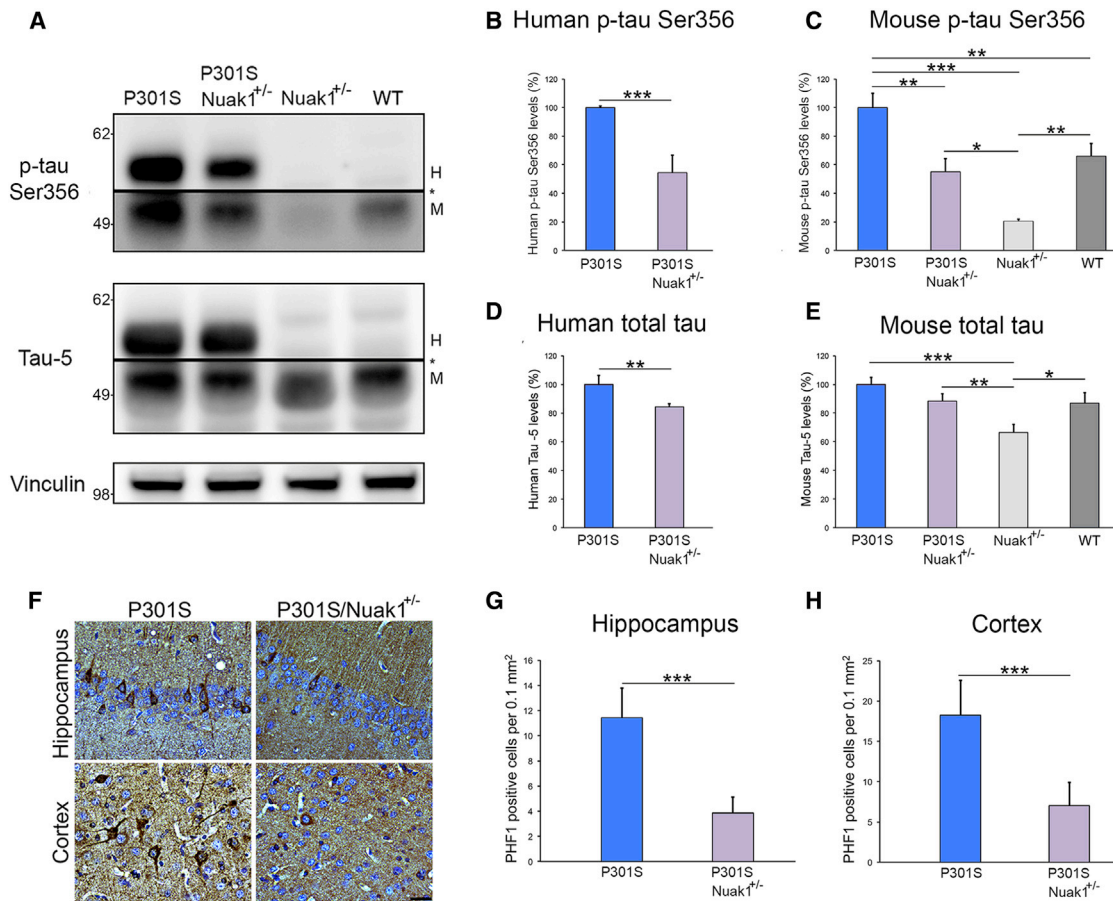 A
P301S
P301S
Nuak1+/-
Nuak1+/-
WT
p-tau
Ser356
62
49
H
*
M
Tau-5
62
49
H
*
M
Vinculin
98
B
Human p-tau Ser356
Human p-tau Ser356 levels (%)
120
100
80
60
40
20
0
***
P301S
P301S
Nuak1+/-
C
Mouse p-tau Ser356
Mouse p-tau Ser356 levels (%)
120
100
80
60
40
20
0
**
***
**
*
**
P301S
P301S
Nuak1+/-
Nuak1+/-
WT
D
Human total tau
Human Tau -5 levels (%)
120
100
80
60
40
20
0
**
P301S
P301S
Nuak1+/-
E
Mouse total tau
Mouse Tau-5 levels (%)
120
100
80
60
40
20
0
***
**
*
P301S
P301S
Nuak1+/-
Nuak1+/-
WT
F
P301S
P301S/Nuak1+/-
Hippocampus
Cortex
G
Hippocampus
PHF1 positive cells per 0.1 mm²
16
14
12
10
8
6
4
2
0
***
P301S
P301S
Nuak1+/-
H
Cortex
PHF1 positive cells per 0.1 mm²
25
20
15
10
5
0
***
P301S
P301S
Nuak1+/-